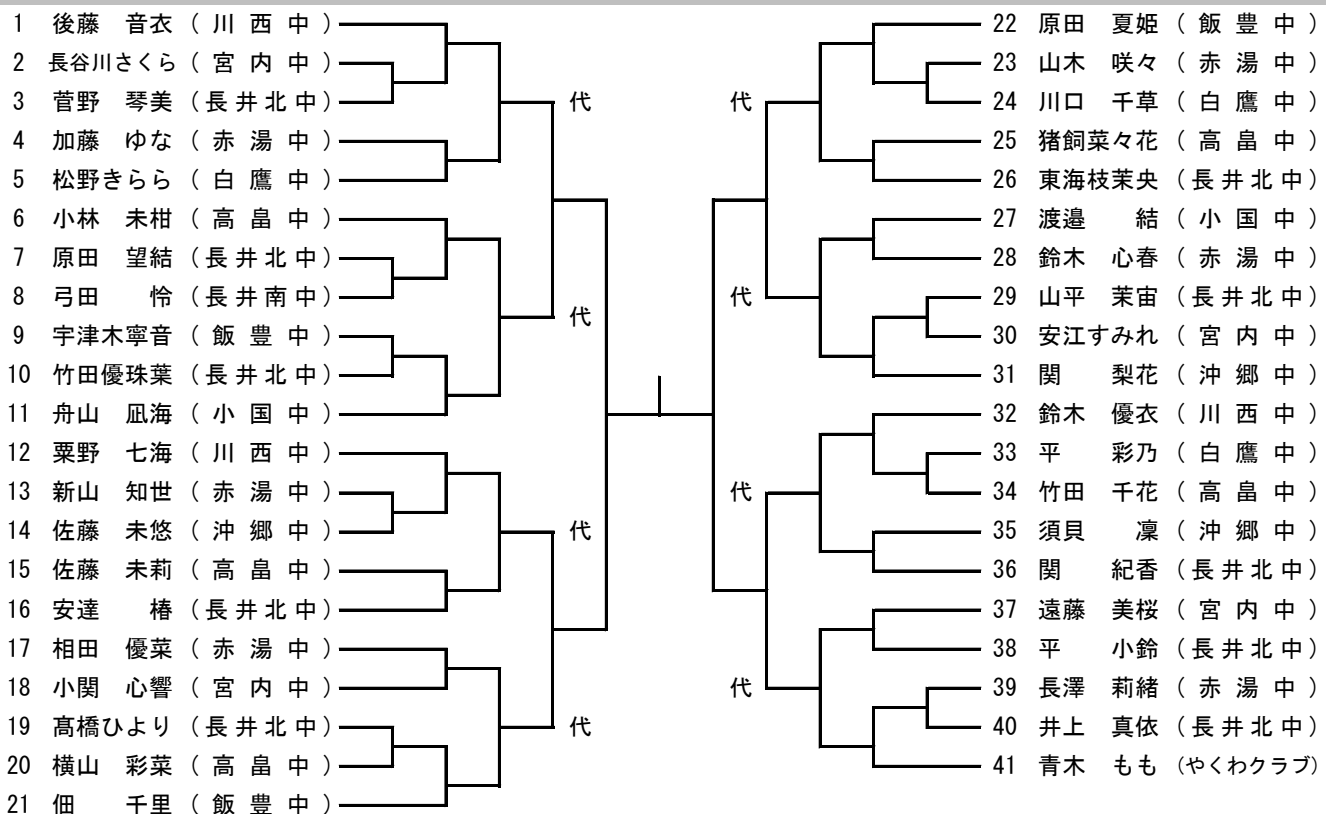 1 後藤 音衣 ( 川 西 中 )
2 長谷川さくら ( 宮 内 中 )
3 菅野 琴美 (長井北中)
代
4 加藤 ゆな ( 赤 湯 中 )
5 松野きらら ( 白 鷹 中 )
6 小林 未柑 ( 高 畠 中 )
7 原田 望結 (長井北中)
8 弓田 怜 (長井南中)
代
9 宇津木寧音 ( 飯 豊 中 )
10 竹田優珠葉 (長井北中)
11 舟山 凪海 ( 小 国 中 )
12 粟野 七海 ( 川 西 中 )
13 新山 知世 ( 赤 湯 中 )
14 佐藤 未悠 ( 沖 郷 中 )
代
15 佐藤 未莉 ( 高 畠 中 )
16 安達 椿 (長井北中)
17 相田 優菜 ( 赤 湯 中 )
18 小関 心響 ( 宮 内 中 )
19 髙橋ひより (長井北中)
代
20 横山 彩菜 ( 高 畠 中 )
21 佃 千里 ( 飯 豊 中 )
22 原田 夏姫 ( 飯 豊 中 )
23 山木 咲々 ( 赤 湯 中 )
代
24 川口 千草 ( 白 鷹 中 )
25 猪飼菜々花 ( 高 畠 中 )
26 東海枝茉央 (長井北中)
27 渡邉 結 ( 小 国 中 )
28 鈴木 心春 ( 赤 湯 中 )
代
29 山平 茉宙 (長井北中)
30 安江すみれ ( 宮 内 中 )
31 関 梨花 ( 沖 郷 中 )
32 鈴木 優衣 ( 川 西 中 )
33 平 彩乃 ( 白 鷹 中 )
代
34 竹田 千花 ( 高 畠 中 )
35 須貝 凜 ( 沖 郷 中 )
36 関 紀香 (長井北中)
37 遠藤 美桜 ( 宮 内 中 )
38 平 小鈴 (長井北中)
代
39 長澤 莉緒 ( 赤 湯 中 )
40 井上 真依 (長井北中)
41 青木 もも (やくわクラブ)